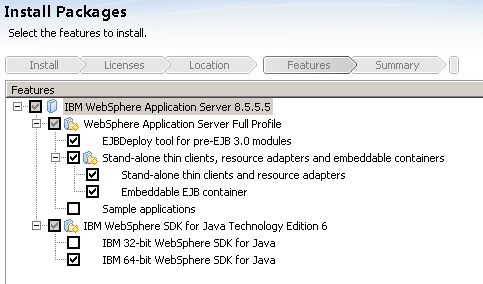 Install Packages
Select the features to install.
Install Licenses Location Features Summary
Features
IBM WebSphere Application Server 8.5.5.5
WebSphere Application Server Full Profile
EJBDeploy tool for pre-EJB 3.0 modules
Stand-alone thin clients, resource adapters and embeddable containers
Stand-alone thin clients and resource adapters
Embeddable EJB container
Sample applications
IBM WebSphere SDK for Java Technology Edition 6
IBM 32-bit WebSphere SDK for Java
IBM 64-bit WebSphere SDK for Java